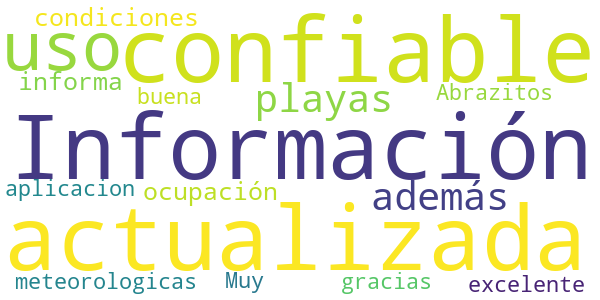 condiciones
uso confiable
informa
buena playas Abrazitos
Información
aplicacion ocupación además
actualizada
meteorologicas Muy gracias excelente